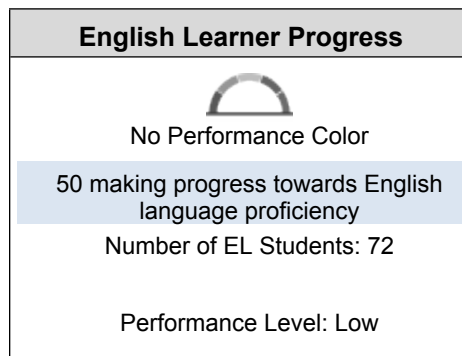 English Learner Progress
No Performance Color
50 making progress towards English
language proficiency
Number of EL Students: 72
Performance Level: Low